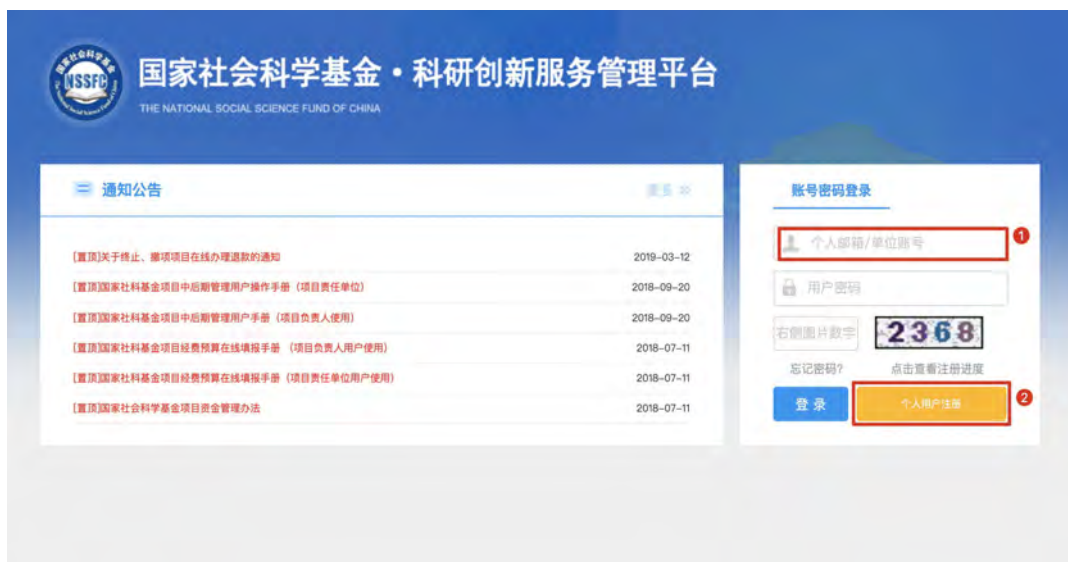 NSSFC
国家社会科学基金·科研创新服务管理平台
THE NATIONAL SOCIAL SCIENCE FUND OF CHINA
通知公告
更多 >>
[置顶]关于终止、撤项项目在线办理退款的通知 2019-03-12
[置顶]国家社科基金项目中后期管理用户操作手册（项目责任单位） 2018-09-20
[置顶]国家社科基金项目中后期管理用户手册（项目负责人使用） 2018-09-20
[置顶]国家社科基金项目经费预算在线填报手册 （项目负责人用户使用） 2018-07-11
[置顶]国家社科基金项目经费预算在线填报手册（项目责任单位用户使用） 2018-07-11
[置顶]国家社会科学基金项目资金管理办法 2018-07-11
账号密码登录
个人邮箱/单位账号
1
用户密码
右侧图片数字 2368
忘记密码? 点击查看注册进度
登录 个人用户注册
2